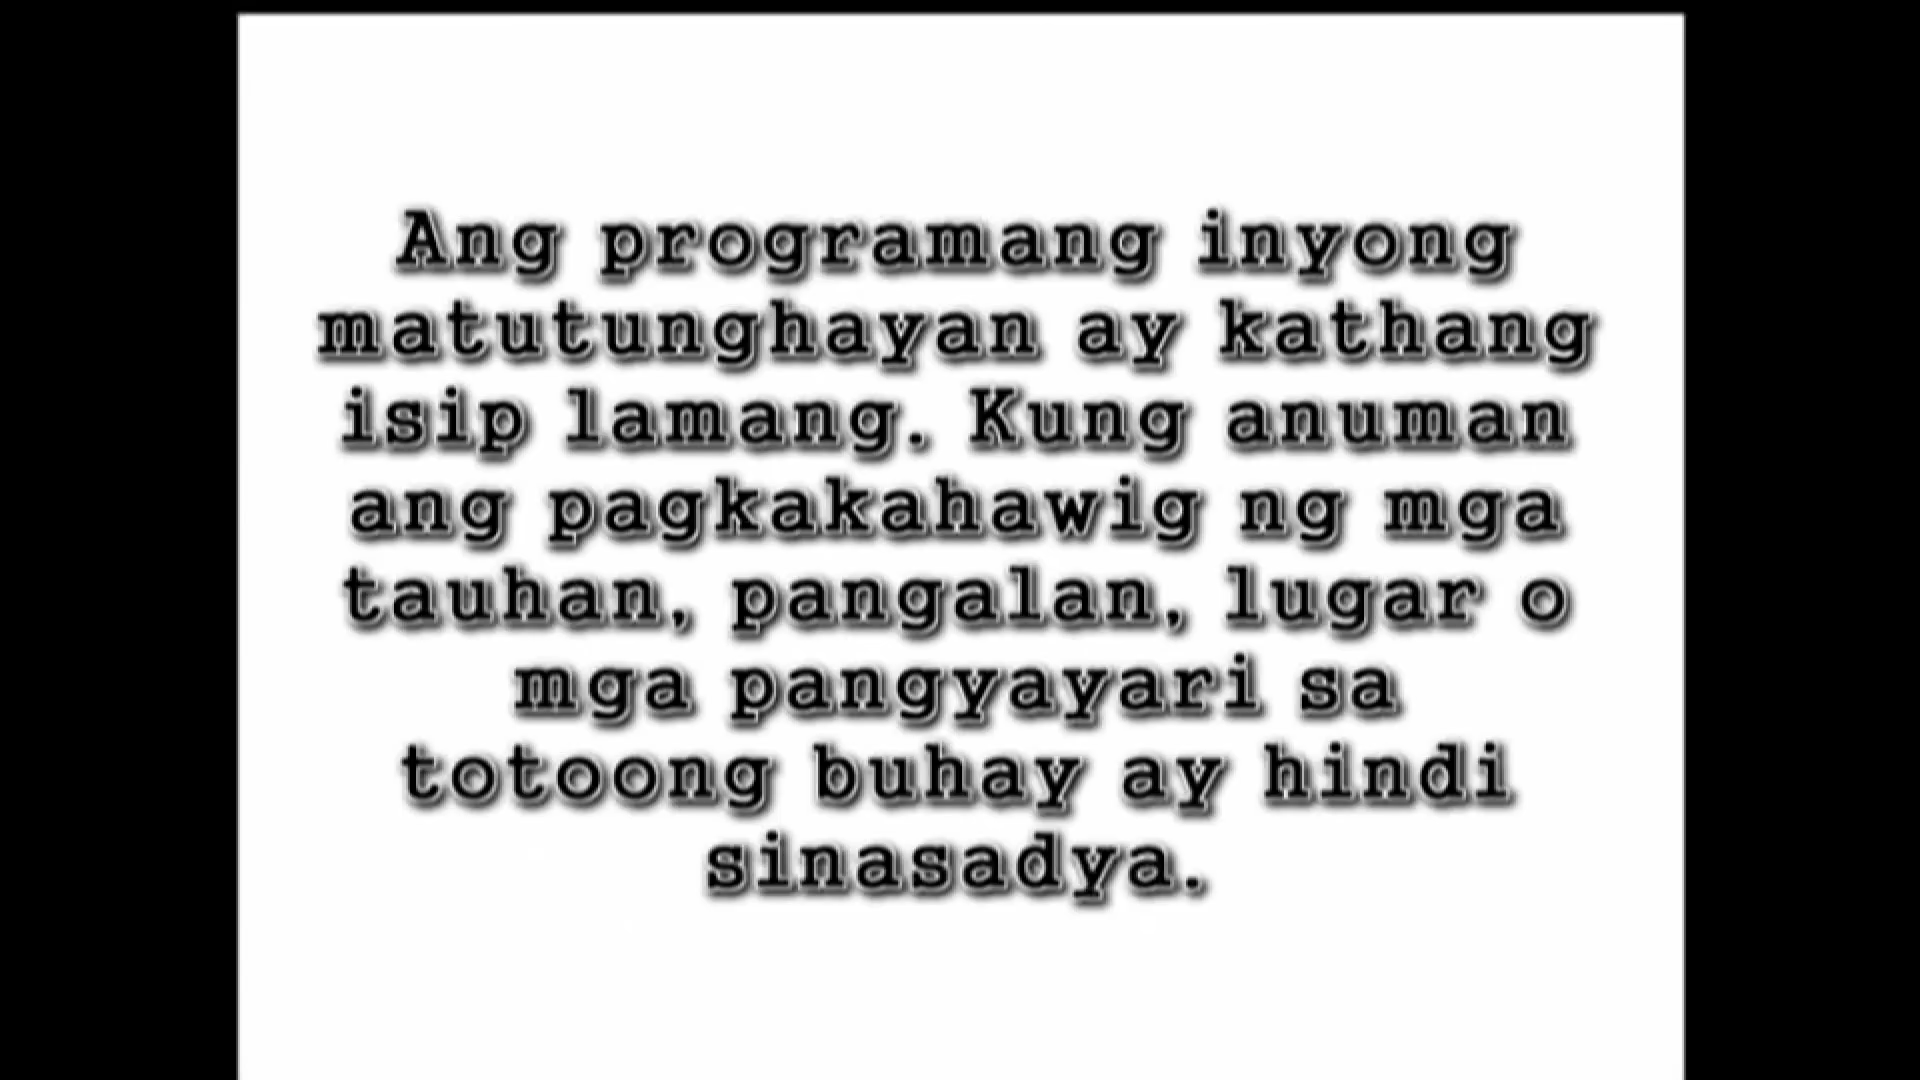 Ang programang inyong
matutunghayan ay kathang
isip lamang. Kung anuman
ang pagkakahawig ng mga
tauhan, pangalan, lugar o
mga pangyayari sa
totoong buhay ay hindi
sinasadya.